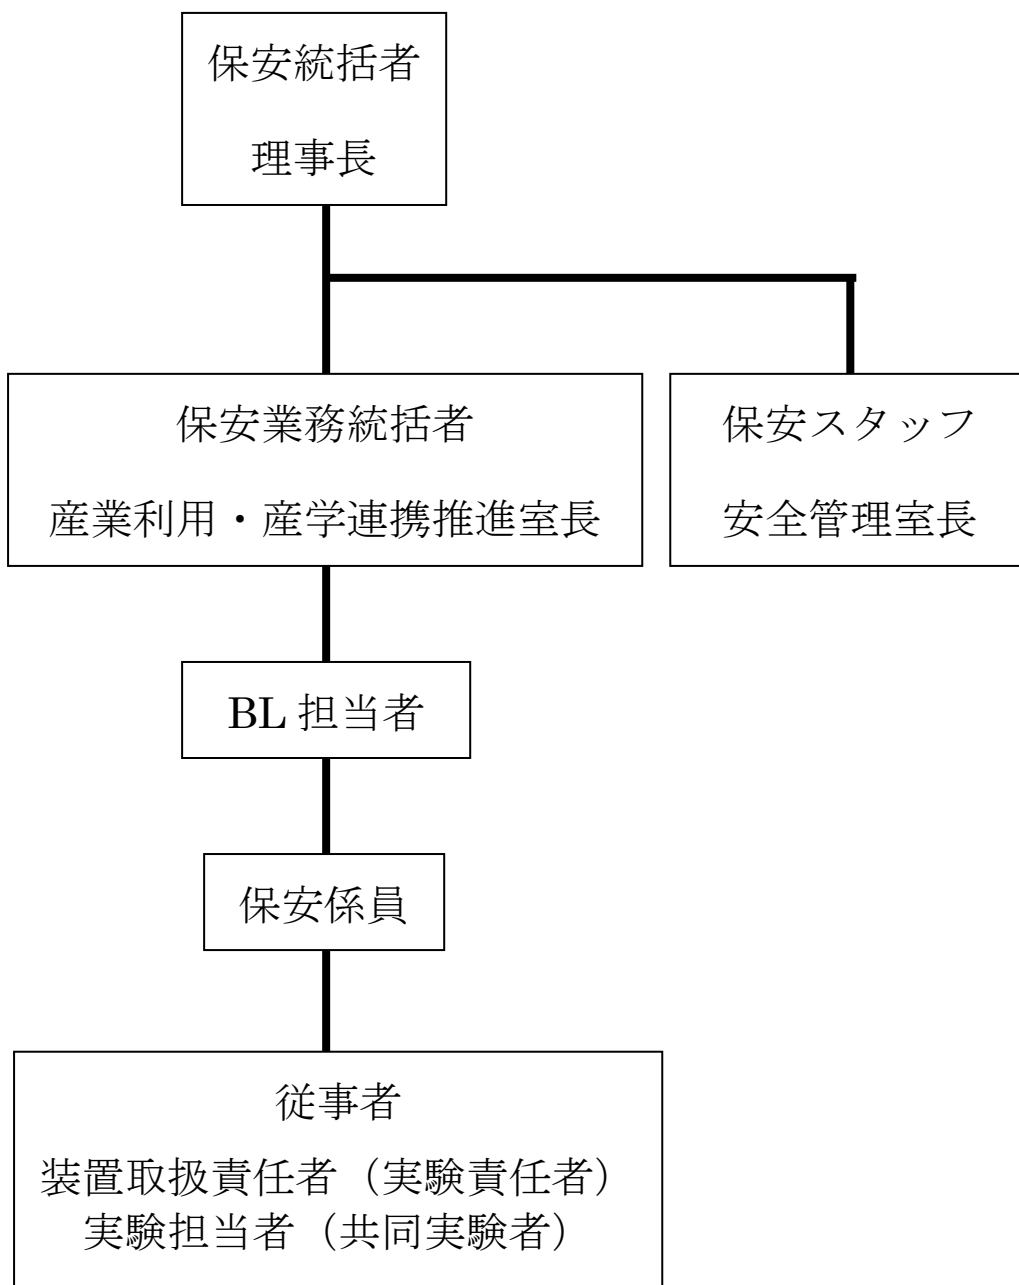 保安統括者
理事長
保安業務統括者
産業利用・産学連携推進室長
保安スタッフ
安全管理室長
BL 担当者
保安係員
従事者
装置取扱責任者（実験責任者）
実験担当者（共同実験者）